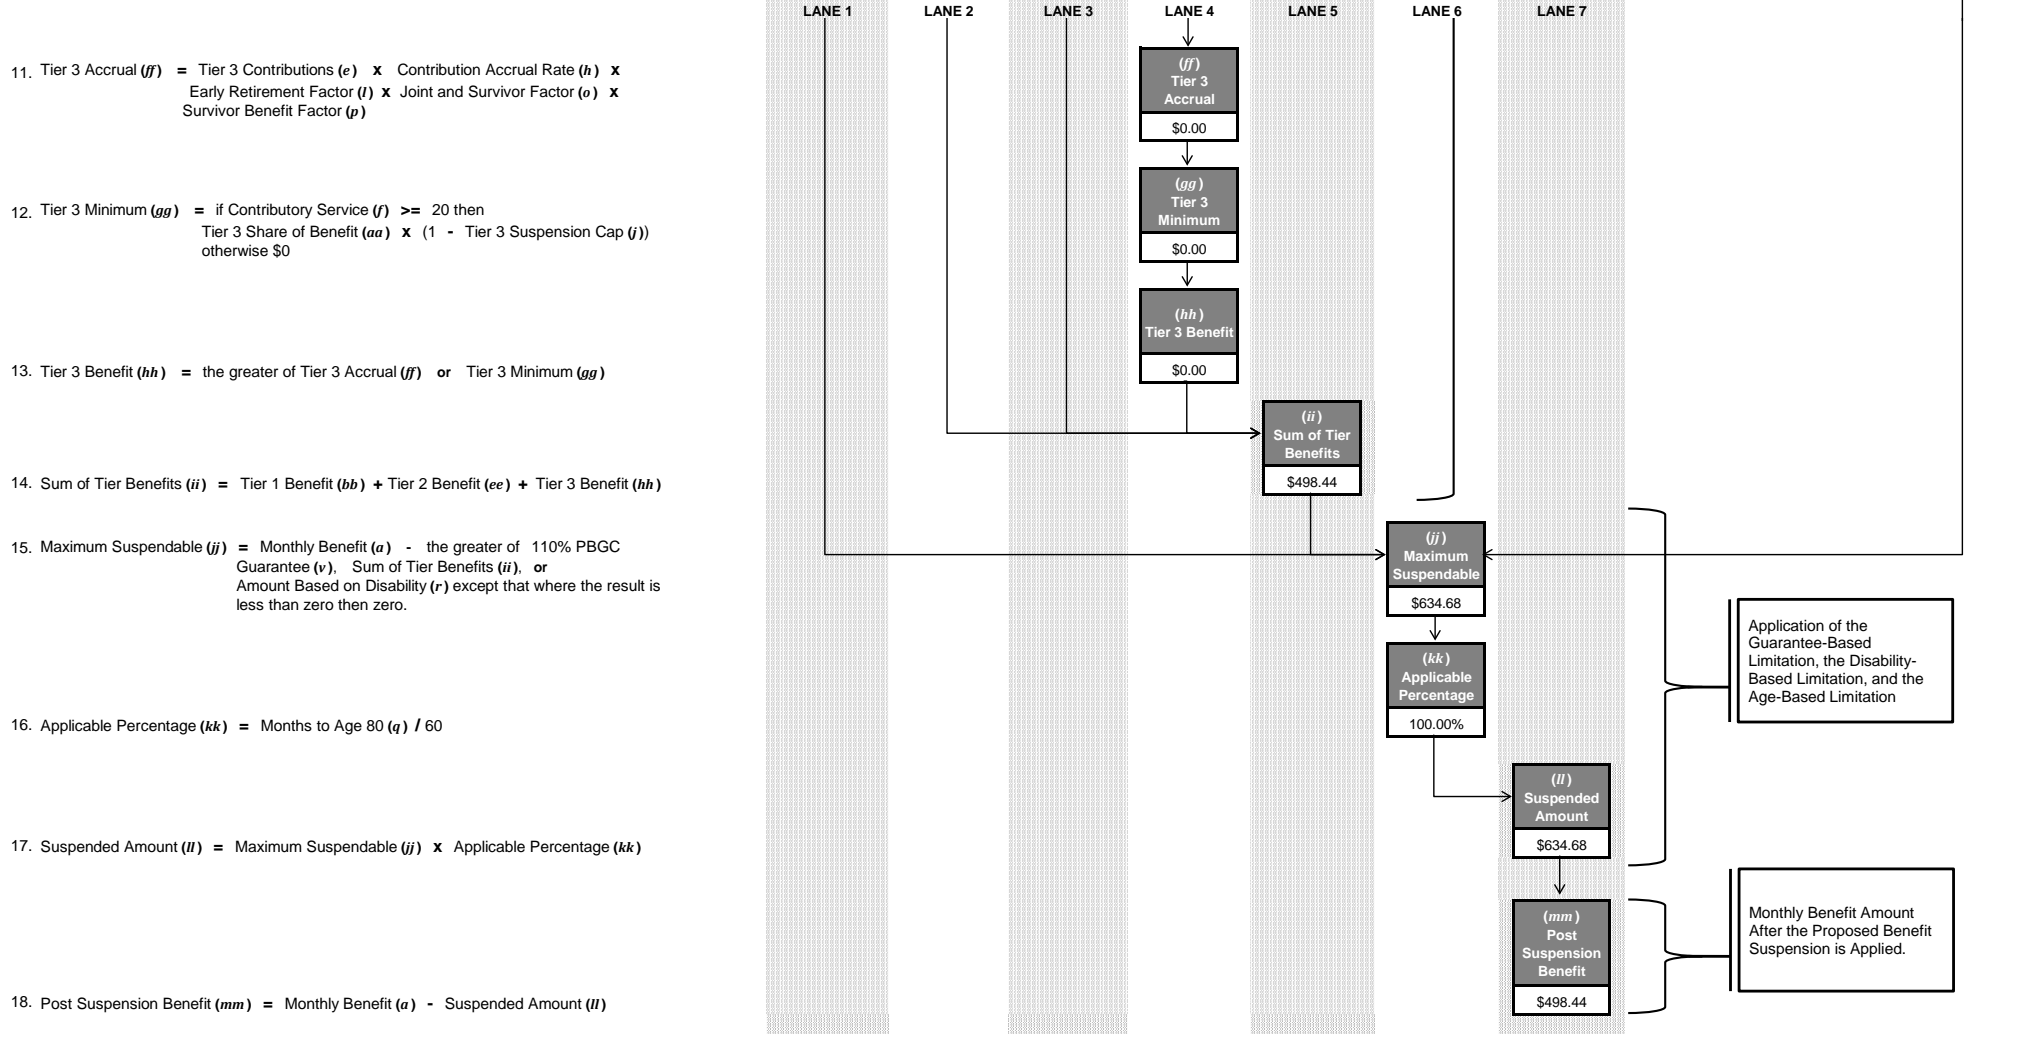 LANE 1 LANE 2 LANE 3 LANE 4 LANE 5 LANE 6 LANE 7
11. Tier 3 Accrual (ff) = Tier 3 Contributions (e) x Contribution Accrual Rate (h) x
Early Retirement Factor (l) x Joint and Survivor Factor (o) x
Survivor Benefit Factor (p)
(ff)
Tier 3
Accrual
$0.00
12. Tier 3 Minimum (gg) = if Contributory Service (f) >= 20 then
Tier 3 Share of Benefit (aa) x (1 - Tier 3 Suspension Cap (j))
otherwise $0
(gg)
Tier 3
Minimum
$0.00
13. Tier 3 Benefit (hh) = the greater of Tier 3 Accrual (ff) or Tier 3 Minimum (gg)
(hh)
Tier 3 Benefit
$0.00
14. Sum of Tier Benefits (ii) = Tier 1 Benefit (bb) + Tier 2 Benefit (ee) + Tier 3 Benefit (hh)
(ii)
Sum of Tier
Benefits
$498.44
15. Maximum Suspendable (jj) = Monthly Benefit (a) - the greater of 110% PBGC
Guarantee (v), Sum of Tier Benefits (ii), or
Amount Based on Disability (r) except that where the result is
less than zero then zero.
(jj)
Maximum
Suspendable
$634.68
Application of the
Guarantee-Based
Limitation, the Disability-
Based Limitation, and the
Age-Based Limitation
16. Applicable Percentage (kk) = Months to Age 80 (q) / 60
(kk)
Applicable
Percentage
100.00%
17. Suspended Amount (ll) = Maximum Suspendable (jj) x Applicable Percentage (kk)
(ll)
Suspended
Amount
$634.68
18. Post Suspension Benefit (mm) = Monthly Benefit (a) - Suspended Amount (ll)
(mm)
Post
Suspension
Benefit
$498.44
Monthly Benefit Amount
After the Proposed Benefit
Suspension is Applied.